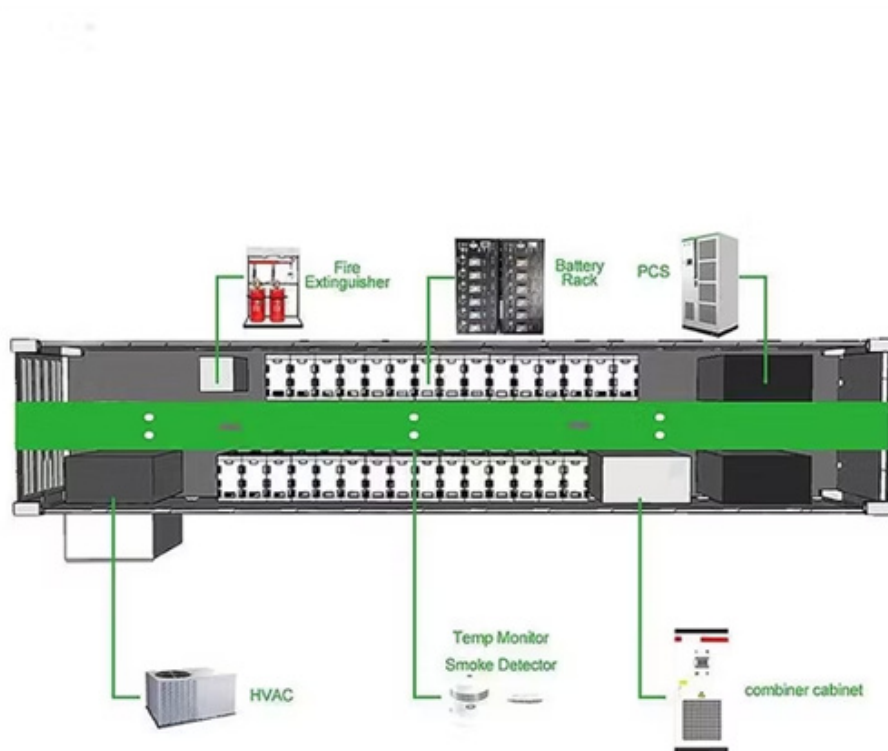 Fire
Extinguisher
Battery
Rack
PCS
HVAC
Temp Monitor
Smoke Detector
combiner cabinet